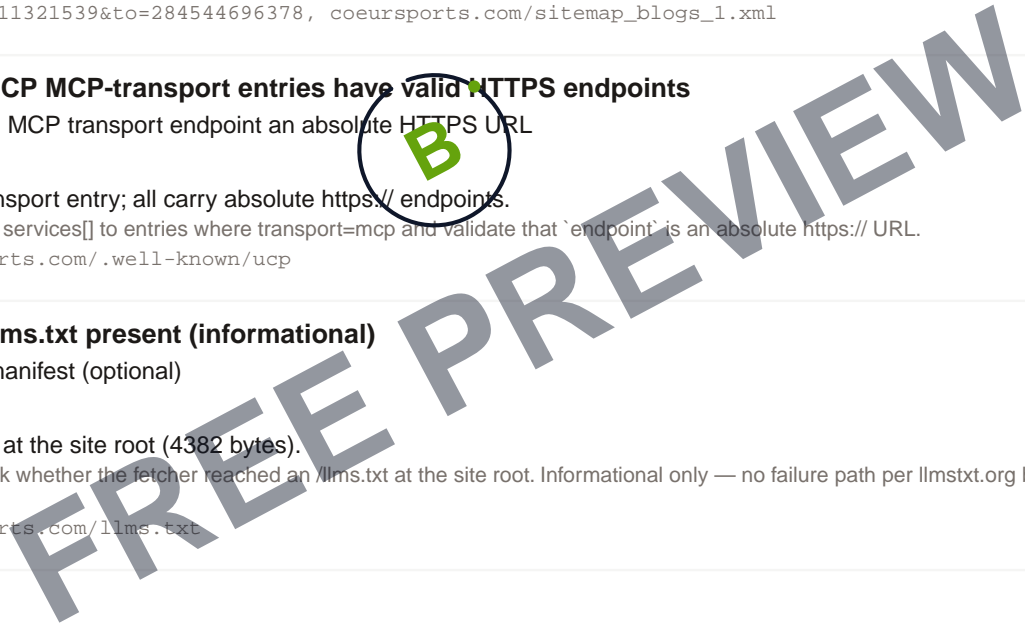 11321539&to=284544696378, coeursports.com/sitemap_blogs_1.xml
CP MCP-transport entries have valid HTTPS endpoints
MCP transport endpoint an absolute HTTPS URL
B
nsport entry; all carry absolute https:// endpoints.
services[] to entries where transport=mcp and validate that `endpoint` is an absolute https:// URL.
rts.com/.well-known/ucp
lms.txt present (informational)
nanifest (optional)
at the site root (4382 bytes).
k whether the fetcher reached an /llms.txt at the site root. Informational only — no failure path per llmstxt.org
rts.com/llms.txt
FREE PREVIEW